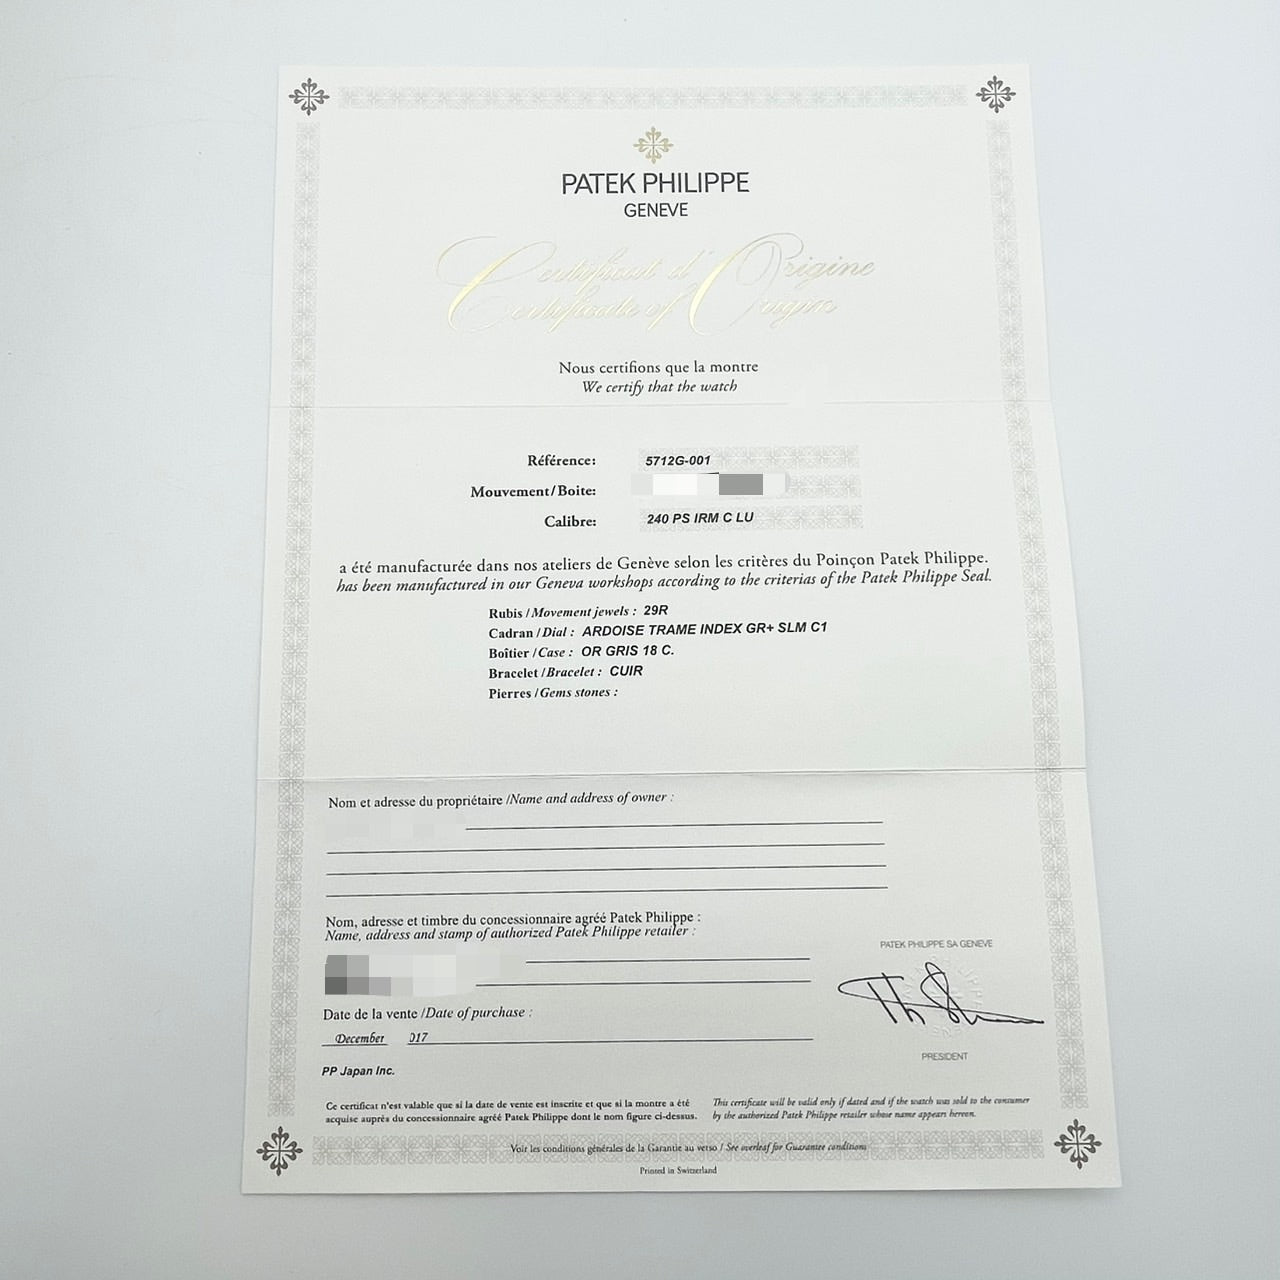 PATEK PHILIPPE
GENEVE
Certificat d'Origine
Certificate of Origin
Nous certifions que la montre
We certify that the watch
Référence: 5712G-001
Mouvement/Boite:
Calibre: 240 PS IRM C LU
a été manufacturée dans nos ateliers de Genève selon les critères du Poinçon Patek Philippe.
has been manufactured in our Geneva workshops according to the criterias of the Patek Philippe Seal.
Rubis /Movement jewels : 29R
Cadran /Dial : ARDOISE TRAME INDEX GR+ SLM C1
Boîtier /Case : OR GRIS 18 C.
Bracelet /Bracelet : CUIR
Pierres /Gems stones :
Nom et adresse du propriétaire /Name and address of owner :
Nom, adresse et timbre du concessionnaire agréé Patek Philippe :
Name, address and stamp of authorized Patek Philippe retailer :
PATEK PHILIPPE SA GENEVE
Date de la vente /Date of purchase :
December 017
PRESIDENT
PP Japan Inc.
Ce certificat n'est valable que si la date de vente est inscrite et que si la montre a été
acquise auprès du concessionnaire agréé Patek Philippe dont le nom figure ci-dessus.
This certificate will be valid only if dated and if the watch was sold to the consumer
by the authorized Patek Philippe retailer whose name appears hereon.
Voir les conditions générales de la Garantie au verso / See overleaf for Guarantee conditions
Printed in Switzerland